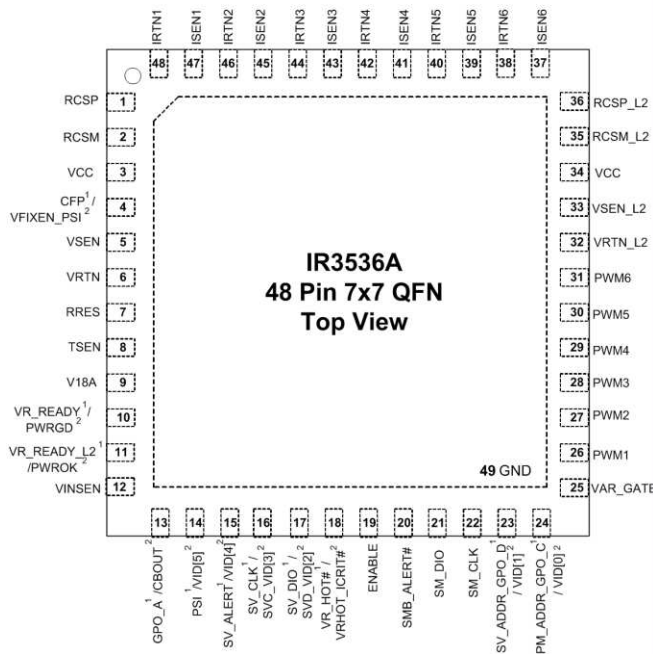 IRTN1
ISEN1
IRTN2
ISEN2
IRTN3
ISEN3
IRTN4
ISEN4
IRTN5
ISEN5
IRTN6
ISEN6
48
47
46
45
44
43
42
41
40
39
38
37
RCSP 1
RCSM 2
VCC 3
CFP¹/
VFIXEN_PSI² 4
VSEN 5
VRTN 6
RRES 7
TSEN 8
V18A 9
VR_READY¹/
PWRGD² 10
VR_READY_L2¹
/PWROK² 11
VINSEN 12
IR3536A
48 Pin 7x7 QFN
Top View
49 GND
36 RCSP_L2
35 RCSM_L2
34 VCC
33 VSEN_L2
32 VRTN_L2
31 PWM6
30 PWM5
29 PWM4
28 PWM3
27 PWM2
26 PWM1
25 VAR_GATE
13
14
15
16
17
18
19
20
21
22
23
24
GPO_A¹/CBOUT²
PSI¹/VID[5]²
SV_ALERT¹/VID[4]²
SV_CLK¹/
SVC_VID[3]²
SV_DIO¹/
SVD_VID[2]²
VR_HOT#¹/
VRHOT_ICRIT#²
ENABLE
SMB_ALERT#
SM_DIO
SM_CLK
SV_ADDR_GPO_D¹
/ VID[1]²
PM_ADDR_GPO_C¹
/ VID[0]²